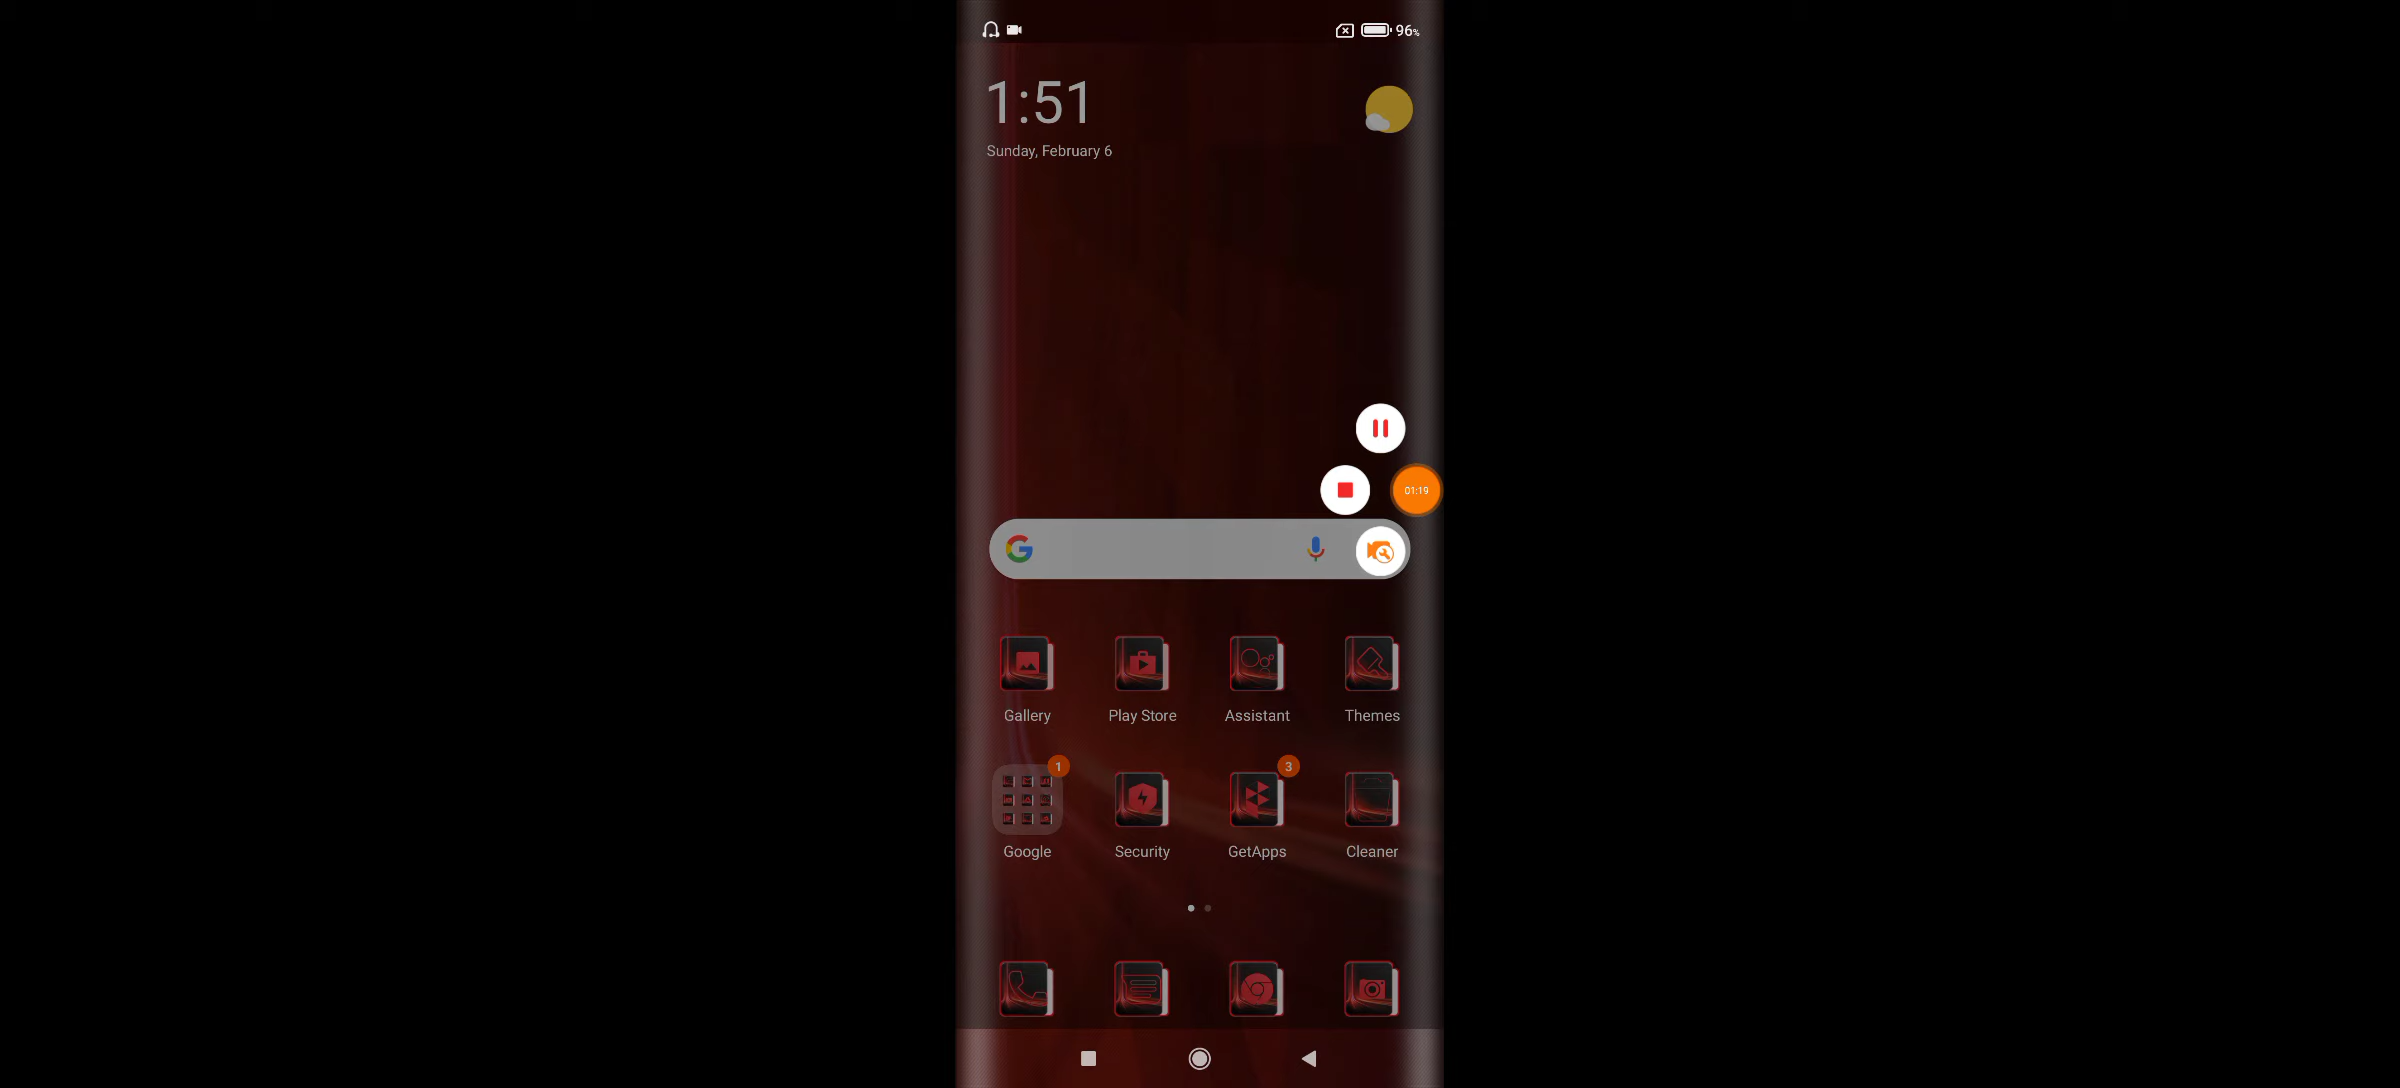 96%
1:51
Sunday, February 6
01:19
Gallery Play Store Assistant Themes
1 3
Google Security GetApps Cleaner